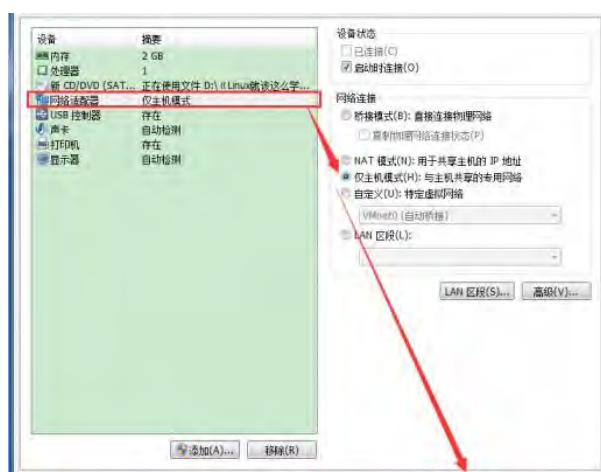 设备 摘要
内存 2 GB
处理器 1
新 CD/DVD (SAT... 正在使用文件 D:\《Linux就该这么学...
网络适配器 仅主机模式
USB 控制器 存在
声卡 自动检测
打印机 存在
显示器 自动检测
添加(A)... 移除(R)
设备状态
已连接(C)
启动时连接(O)
网络连接
桥接模式(B): 直接连接物理网络
复制物理网络连接状态(P)
NAT 模式(N): 用于共享主机的 IP 地址
仅主机模式(H): 与主机共享的专用网络
自定义(U): 特定虚拟网络
VMnet0 (自动桥接)
LAN 区段(L):
LAN 区段(S)... 高级(V)...